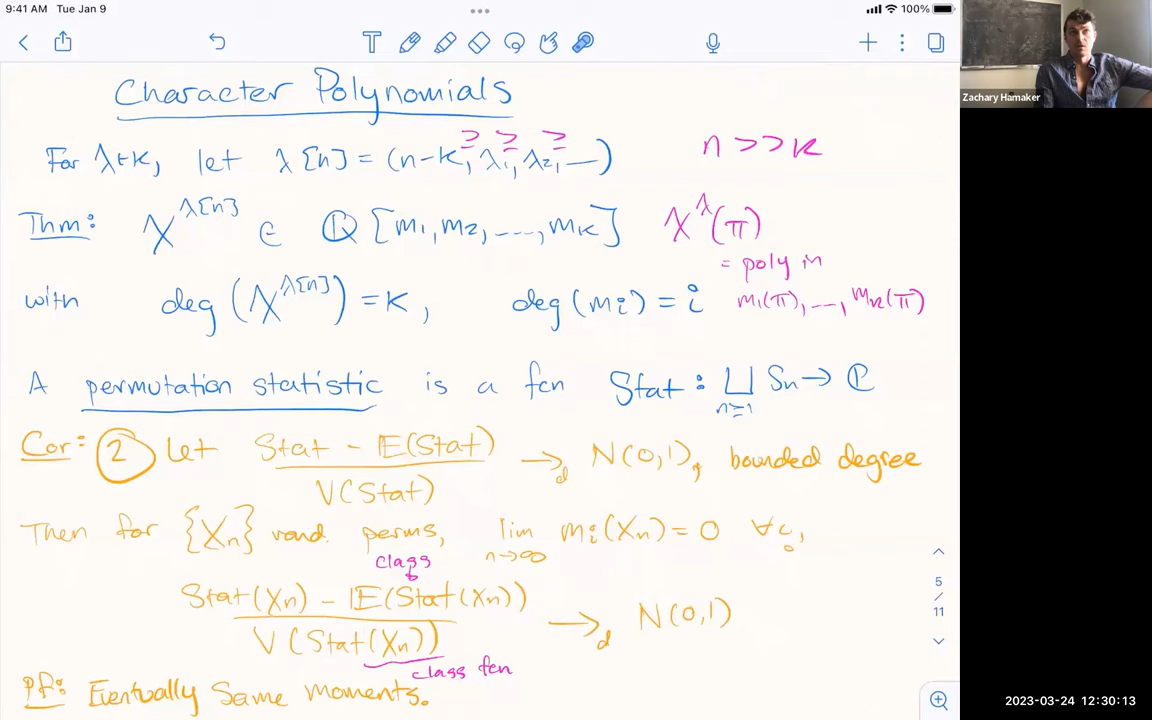 9:41 AM Tue Jan 9
100%
Character Polynomials
For λ⊢K, let λ[n] = (n-K, λ1, λ2, ...)
≥ ≥ ≥
n >> K
Thm: χ^λ[n] ∈ Q[m1, m2, ..., mK]
χ^λ(π)
= poly in
m1(π), ..., mK(π)
with deg(χ^λ[n]) = K, deg(mi) = i
A permutation statistic is a fcn Stat: ⨆ Sn → C
n≥1
Cor: 2 Let Stat - E(Stat) / V(Stat) →d N(0,1), bounded degree
Then for {Xn} rand. perms, lim n→∞ mi(Xn) = 0 ∀i,
class
Stat(Xn) - E(Stat(Xn)) / V(Stat(Xn)) →d N(0,1)
class fcn
Pf: Eventually Same moments.
5
/
11
Zachary Hamaker
2023-03-24 12:30:13